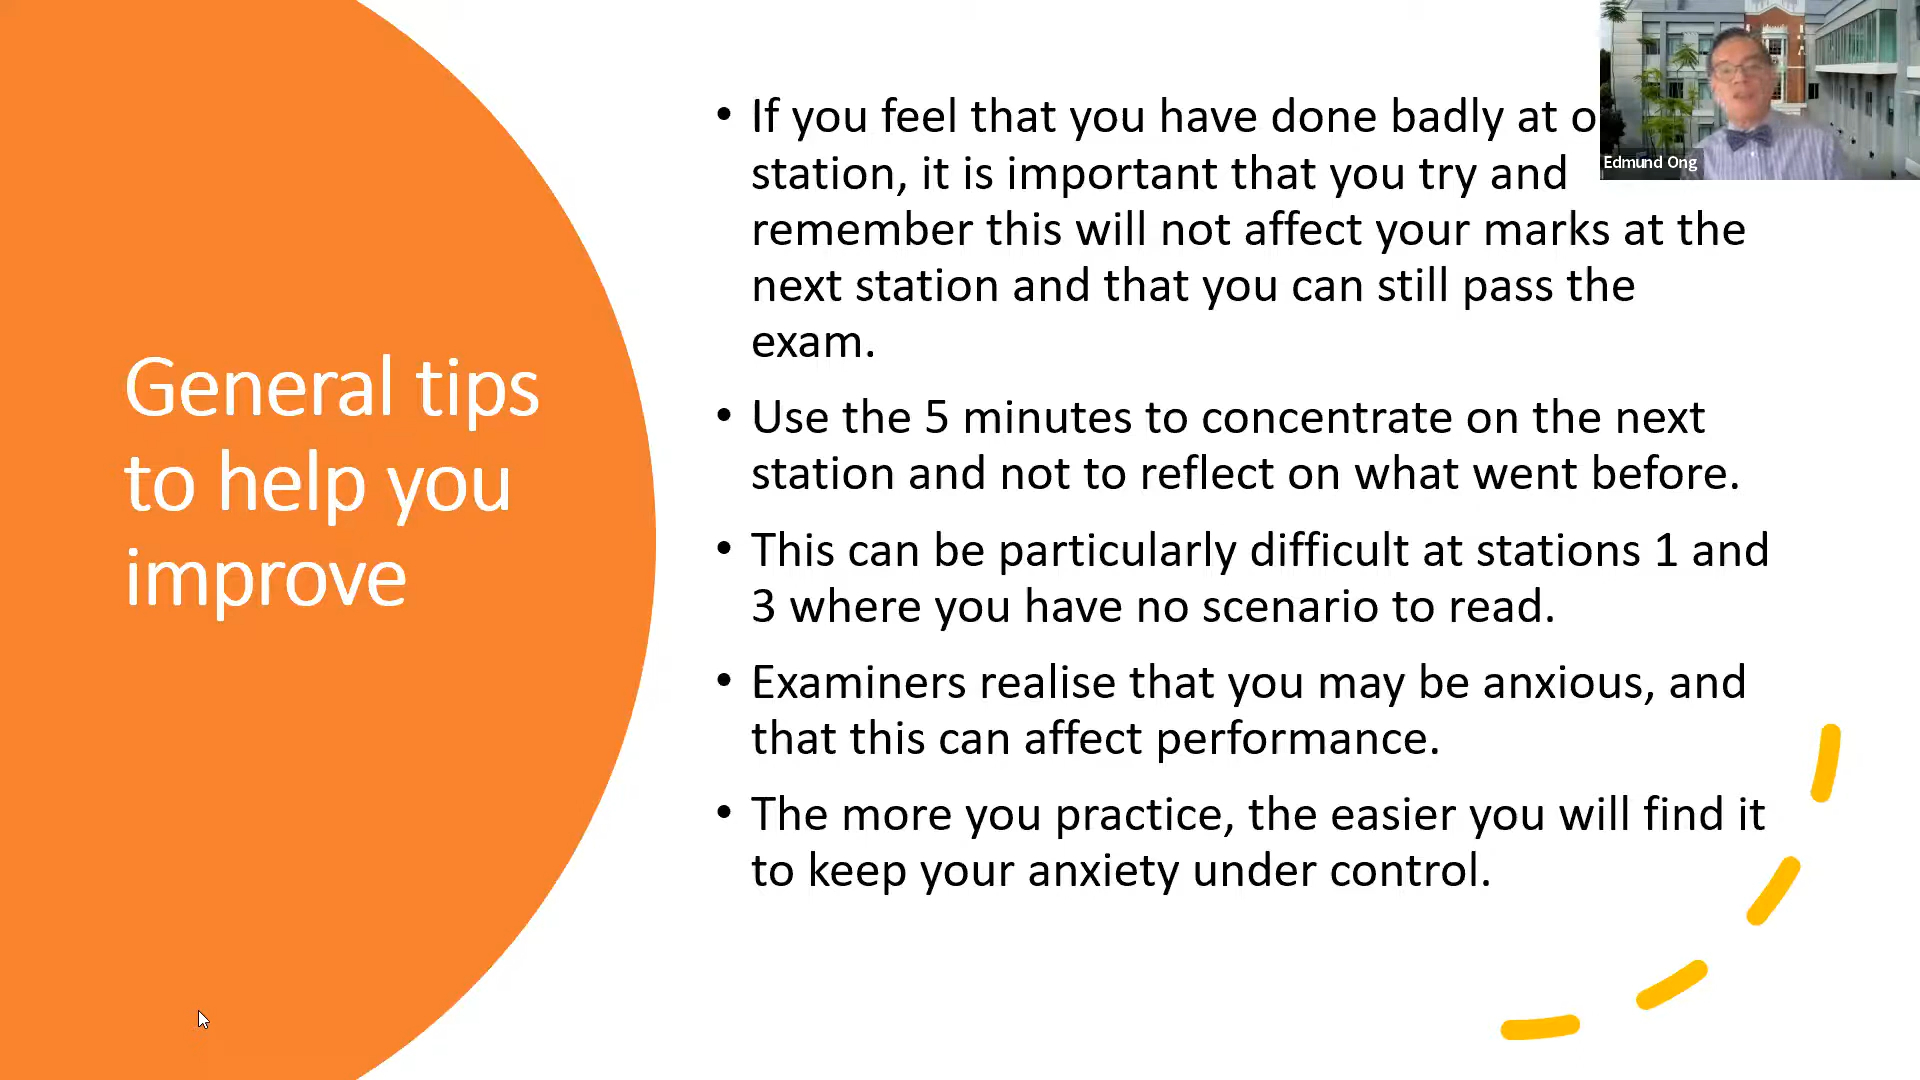 General tips
to help you
improve
• If you feel that you have done badly at
station, it is important that you try and
remember this will not affect your marks at the
next station and that you can still pass the
exam.
• Use the 5 minutes to concentrate on the next
station and not to reflect on what went before.
• This can be particularly difficult at stations 1 and
3 where you have no scenario to read.
• Examiners realise that you may be anxious, and
that this can affect performance.
• The more you practice, the easier you will find it
to keep your anxiety under control.
Edmund Ong